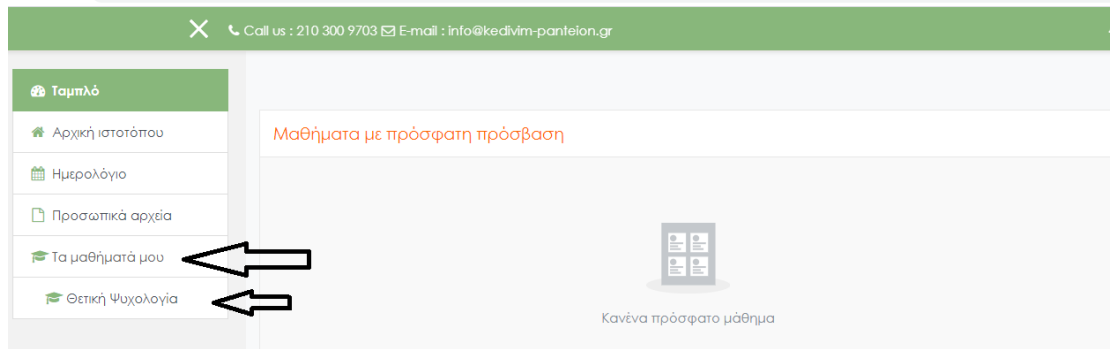 Call us : 210 300 9703 E-mail : info@kedivim-panteion.gr
Ταμπλό
Αρχική ιστοτόπου
Ημερολόγιο
Προσωπικά αρχεία
Τα μαθήματά μου
Θετική Ψυχολογία
Μαθήματα με πρόσφατη πρόσβαση
Κανένα πρόσφατο μάθημα